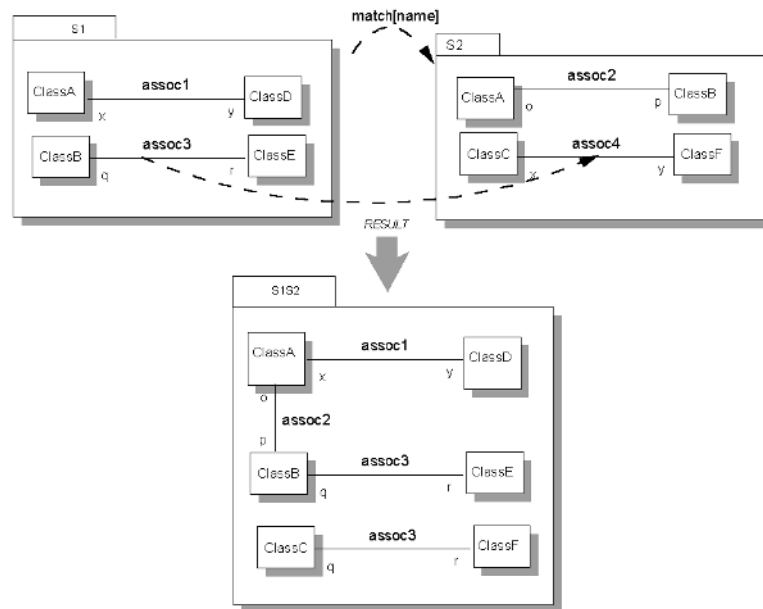 match[name]
S1
ClassA
assoc1
ClassD
x
y
ClassB
assoc3
ClassE
q
r
S2
ClassA
assoc2
ClassB
o
p
ClassC
assoc4
ClassF
x
y
RESULT
S1S2
ClassA
assoc1
ClassD
x
y
o
assoc2
p
ClassB
assoc3
ClassE
q
r
ClassC
assoc3
ClassF
q
r